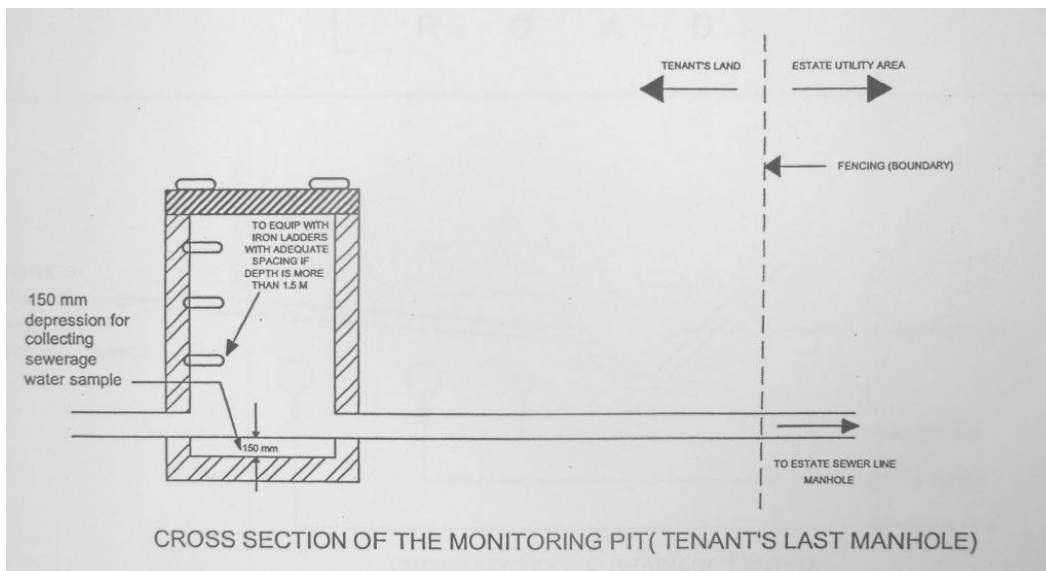 TENANT'S LAND
ESTATE UTILITY AREA
FENCING (BOUNDARY)
TO EQUIP WITH
IRON LADDERS
WITH ADEQUATE
SPACING IF
DEPTH IS MORE
THAN 1.5 M
150 mm
depression for
collecting
sewerage
water sample
150 mm
TO ESTATE SEWER LINE
MANHOLE
CROSS SECTION OF THE MONITORING PIT( TENANT'S LAST MANHOLE)